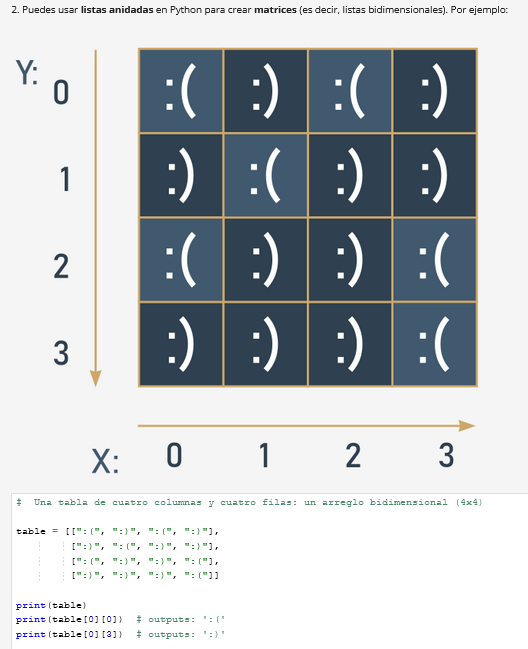 2. Puedes usar listas anidadas en Python para crear matrices (es decir, listas bidimensionales). Por ejemplo:
Y:
0 :( :) :( :)
1 :) :( :) :)
2 :( :) :) :(
3 :) :) :) :(
X: 0 1 2 3
# Una tabla de cuatro columnas y cuatro filas: un arreglo bidimensional (4x4)
table = [[":(", ":)", ":(", ":)"],
[":)", ":(", ":)", ":)"],
[":(", ":)", ":)", ":("],
[":)", ":)", ":)", ":("]]
print(table)
print(table[0][0])  # outputs: ':('
print(table[0][3])  # outputs: ':)'